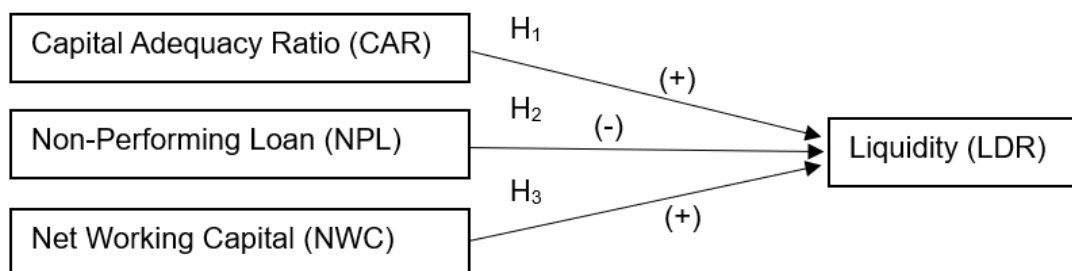 Capital Adequacy Ratio (CAR)
H₁
(+)
Non-Performing Loan (NPL)
H₂
(-)
Liquidity (LDR)
Net Working Capital (NWC)
H₃
(+)